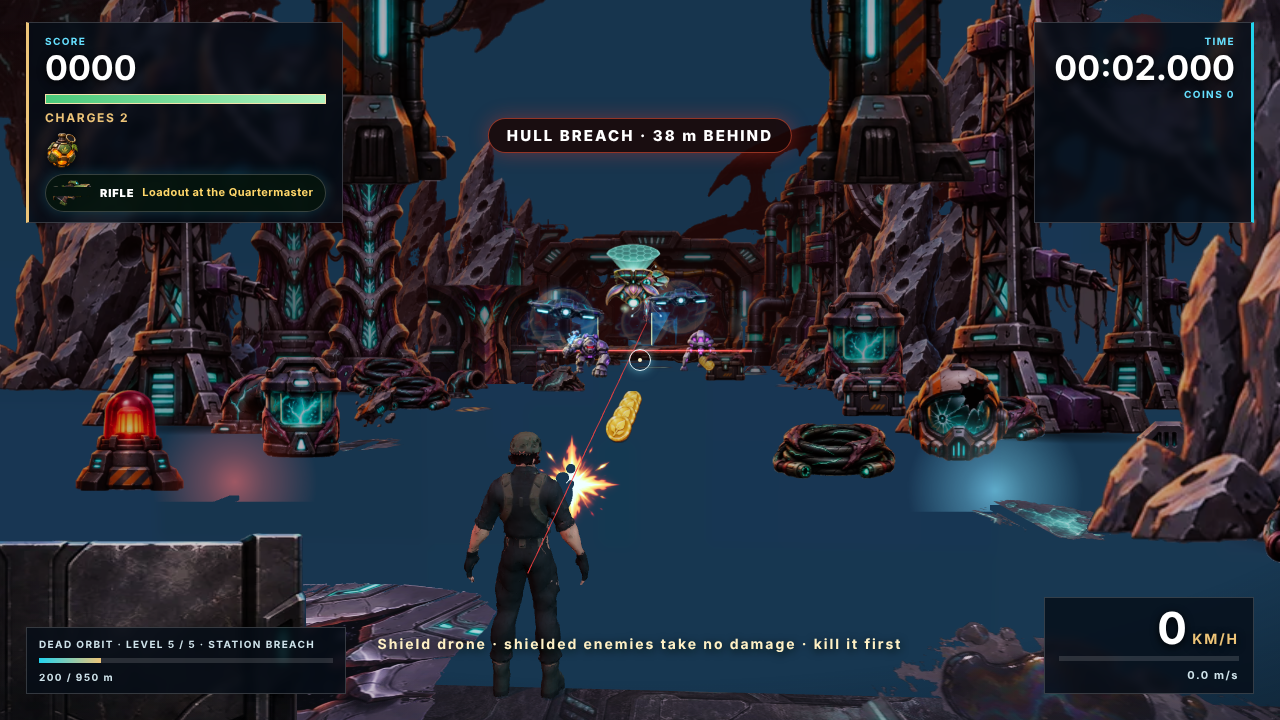 SCORE
0000
CHARGES 2
RIFLE Loadout at the Quartermaster
HULL BREACH · 38 m BEHIND
TIME
00:02.000
COINS 0
Shield drone · shielded enemies take no damage · kill it first
DEAD ORBIT · LEVEL 5 / 5 · STATION BREACH
200 / 950 m
0 KM/H
0.0 m/s